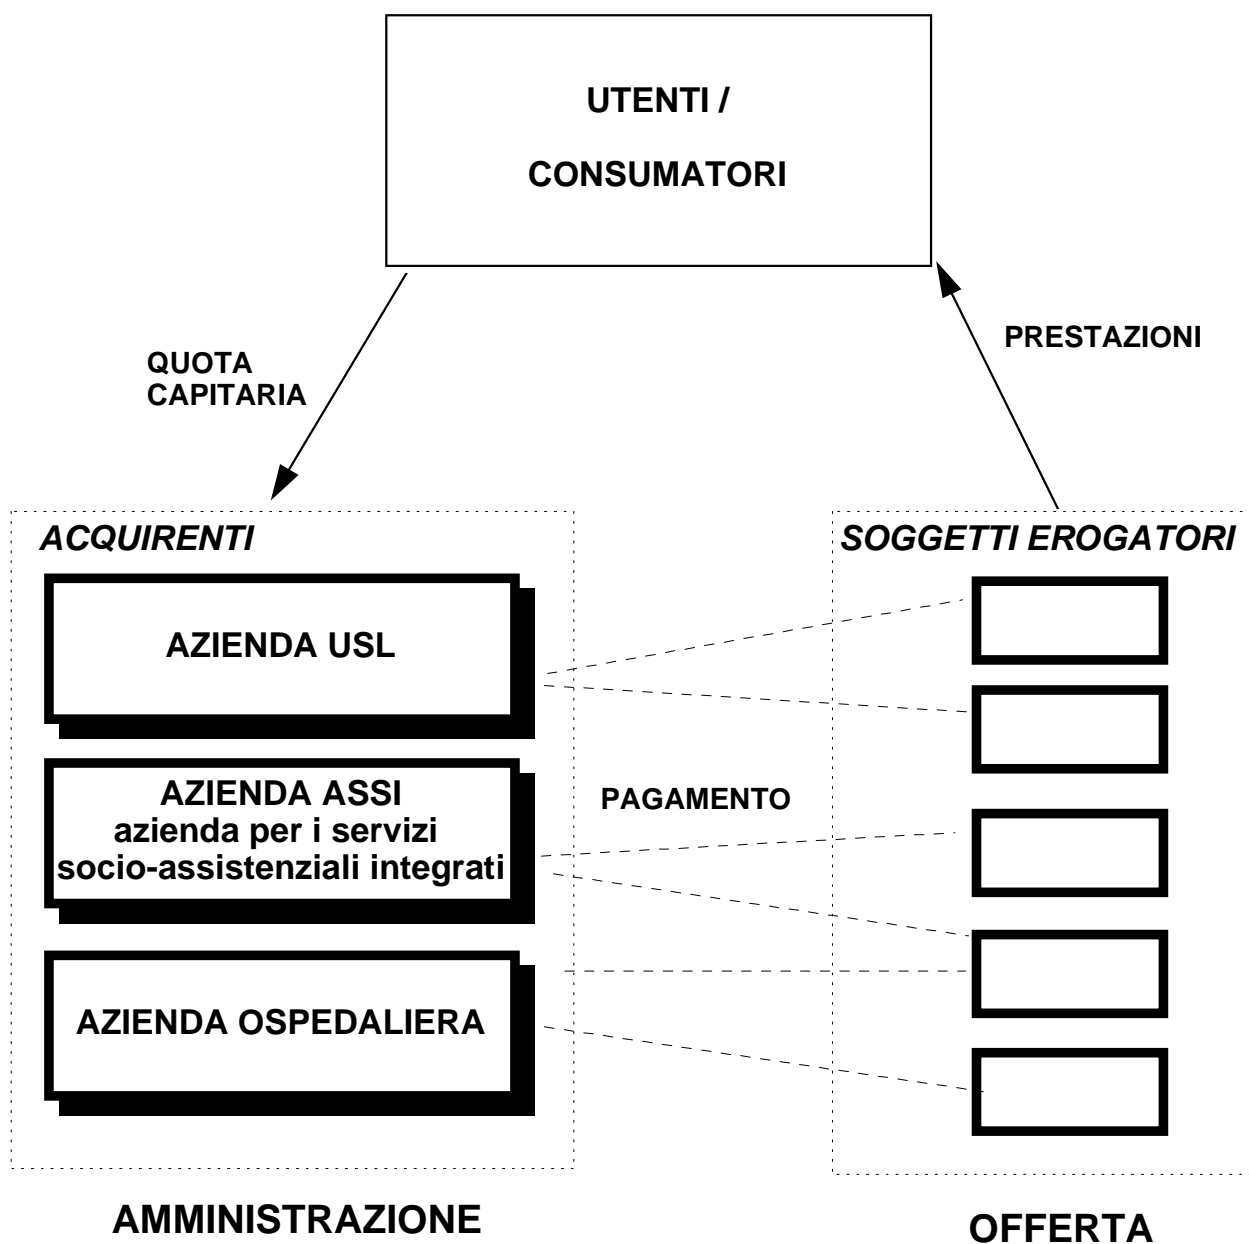 UTENTI /
CONSUMATORI
QUOTA
CAPITARIA
PRESTAZIONI
ACQUIRENTI
AZIENDA USL
AZIENDA ASSI
azienda per i servizi
socio-assistenziali integrati
AZIENDA OSPEDALIERA
PAGAMENTO
SOGGETTI EROGATORI
AMMINISTRAZIONE
OFFERTA